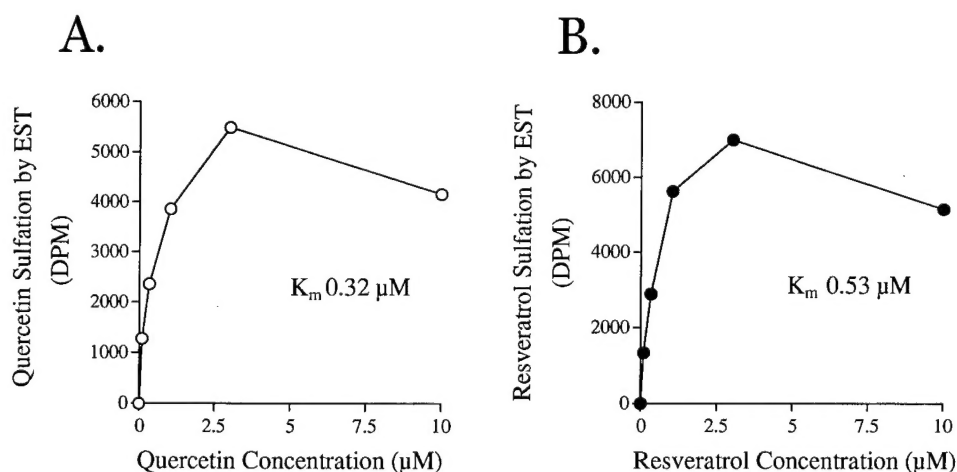 A.
Quercetin Sulfation by EST
(DPM)
6000
5000
4000
3000
2000
1000
0
K_m 0.32 µM
0
2.5
5
7.5
10
Quercetin Concentration (µM)
B.
Resveratrol Sulfation by EST
(DPM)
8000
6000
4000
2000
0
K_m 0.53 µM
0
2.5
5
7.5
10
Resveratrol Concentration (µM)